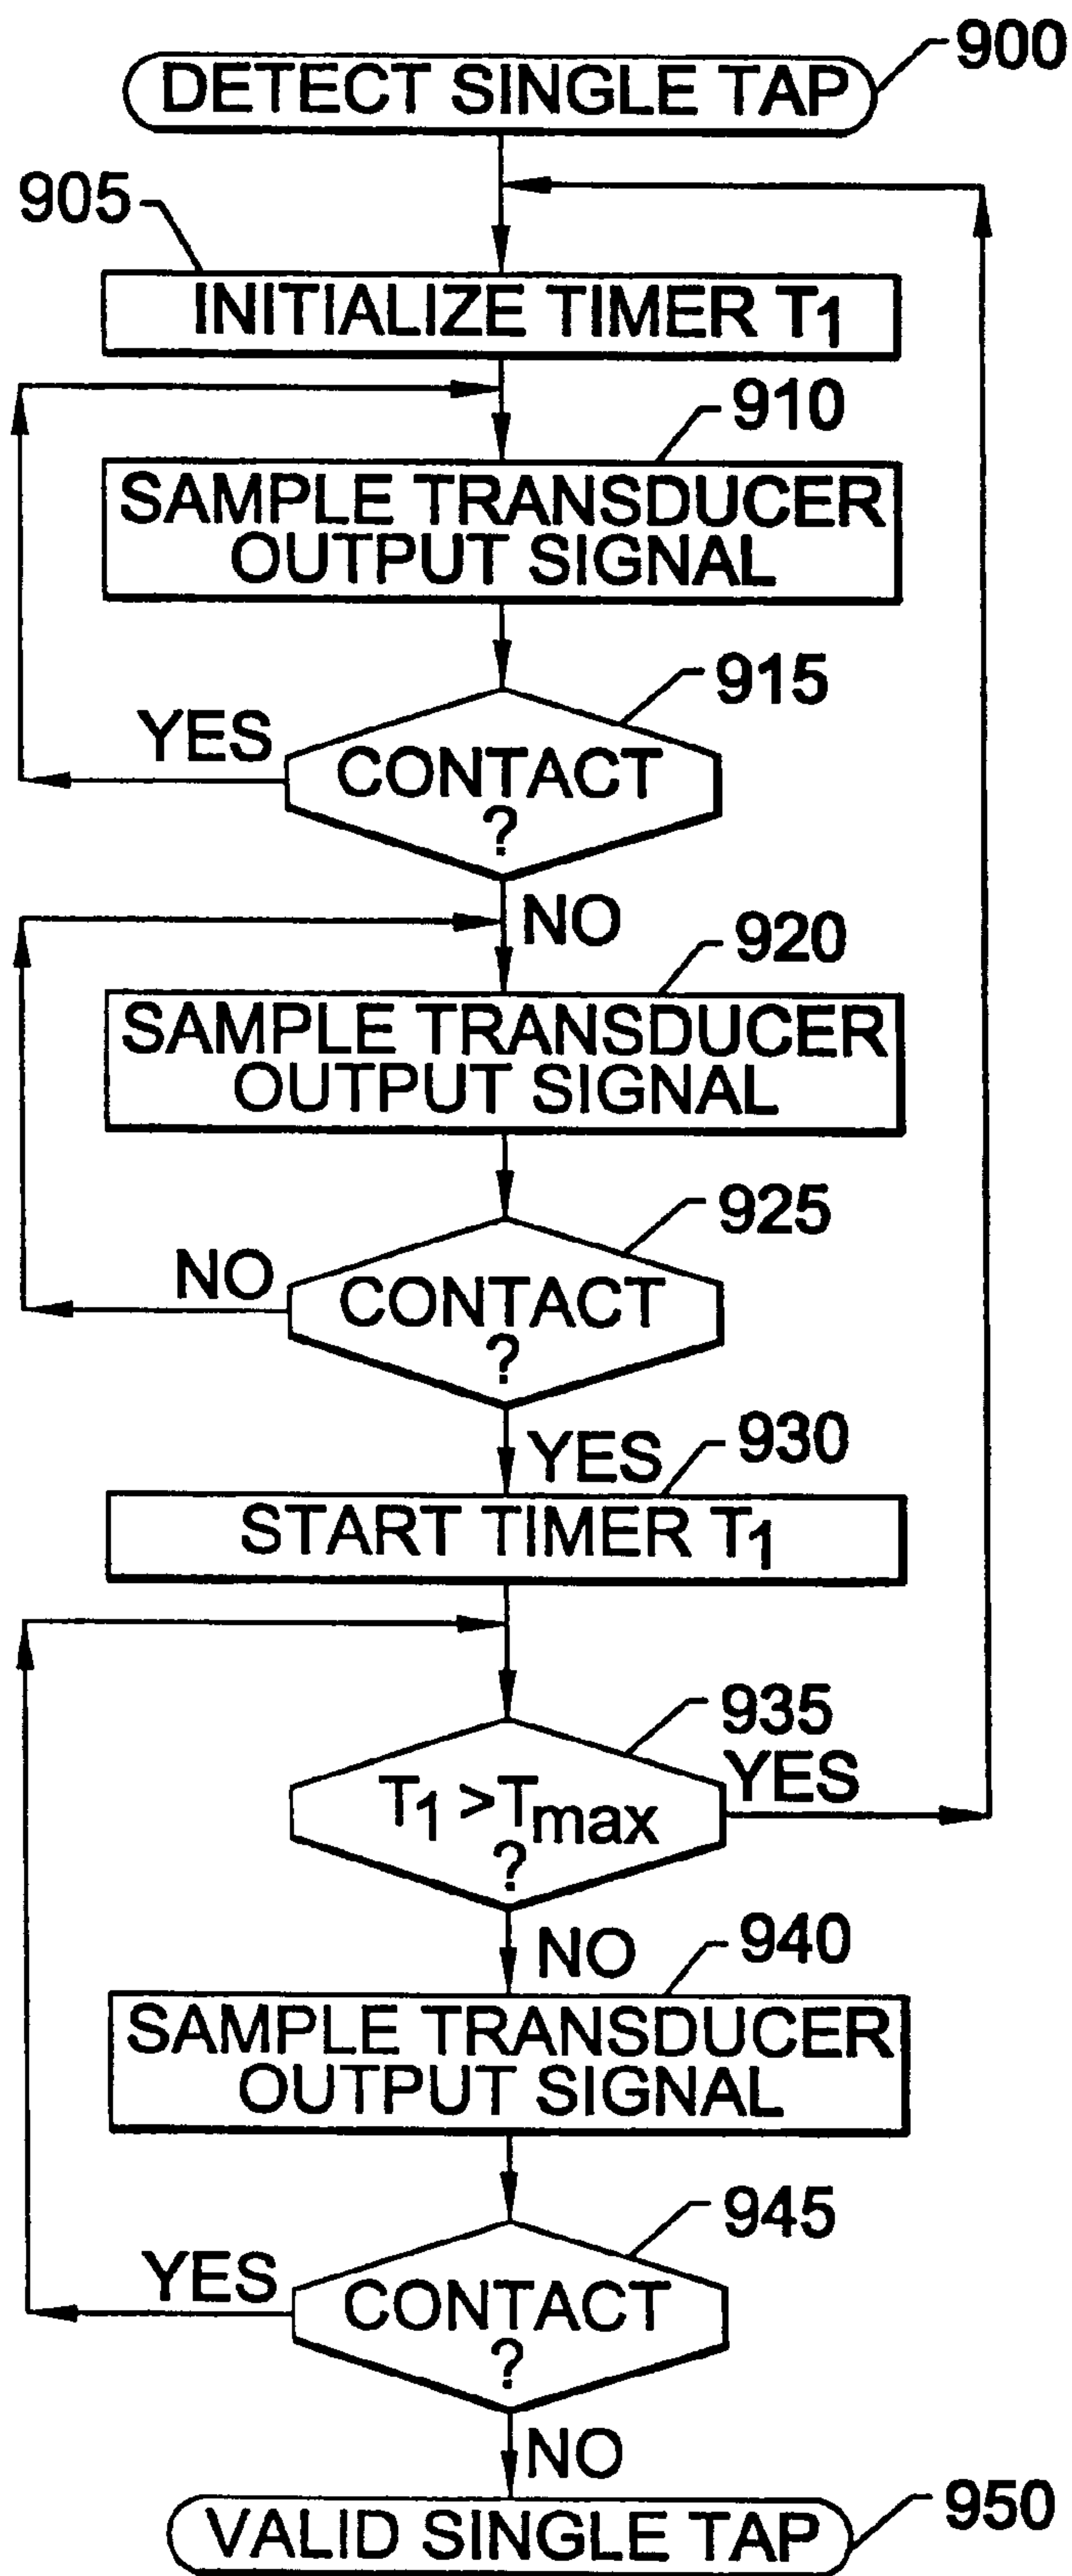 900
DETECT SINGLE TAP
905
INITIALIZE TIMER T1
910
SAMPLE TRANSDUCER
OUTPUT SIGNAL
915
YES
CONTACT
?
NO
920
SAMPLE TRANSDUCER
OUTPUT SIGNAL
925
NO
CONTACT
?
YES
930
START TIMER T1
935
T1 >Tmax
?
YES
NO
940
SAMPLE TRANSDUCER
OUTPUT SIGNAL
945
YES
CONTACT
?
NO
950
VALID SINGLE TAP